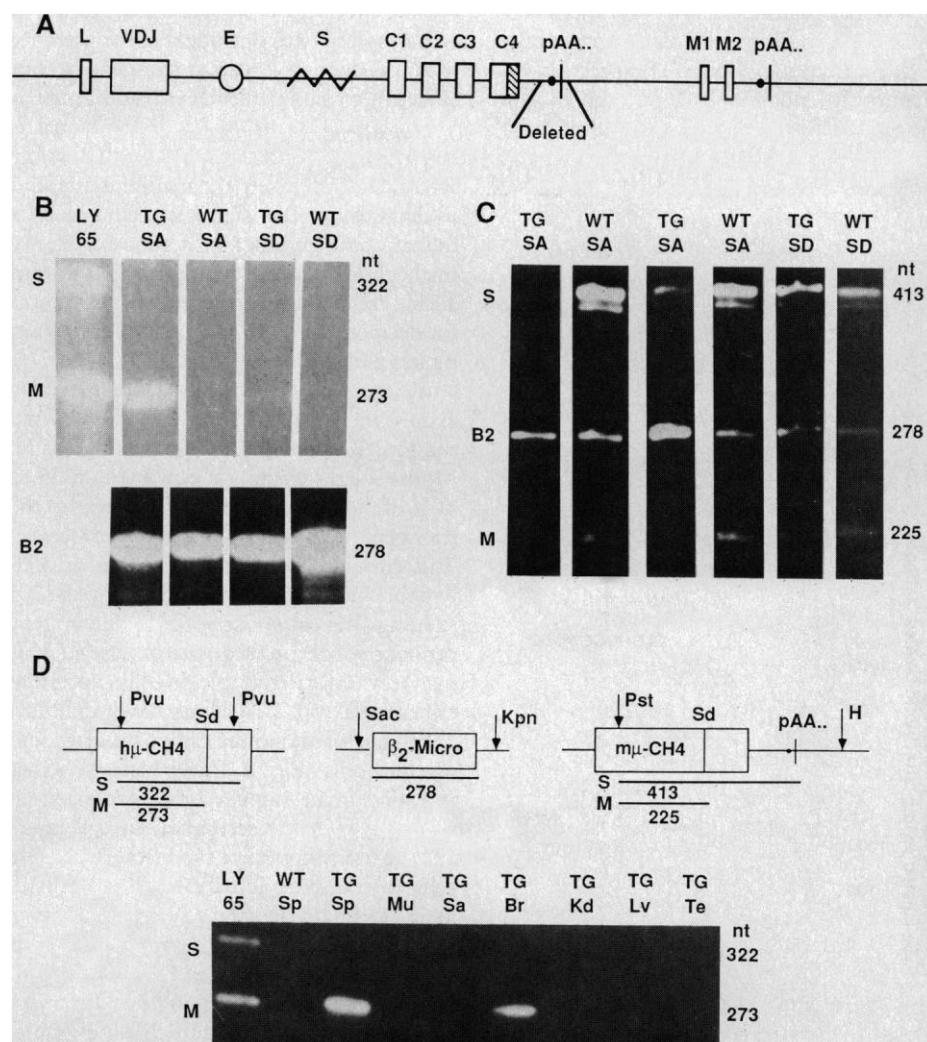 A
L VDJ E S C1 C2 C3 C4 pAA.. M1 M2 pAA..
Deleted
B
LY TG WT TG WT
65 SA SA SD SD
nt
S 322
M 273
B2 278
C
TG WT TG WT TG WT
SA SA SA SA SD SD
nt
S 413
B2 278
M 225
D
Pvu Sd Pvu
hμ-CH4
S 322
M 273
Sac Kpn
β2-Micro
278
Pst Sd pAA.. H
mμ-CH4
S 413
M 225
LY WT TG TG TG TG TG TG TG
65 Sp Sp Mu Sa Br Kd Lv Te
nt
S 322
M 273